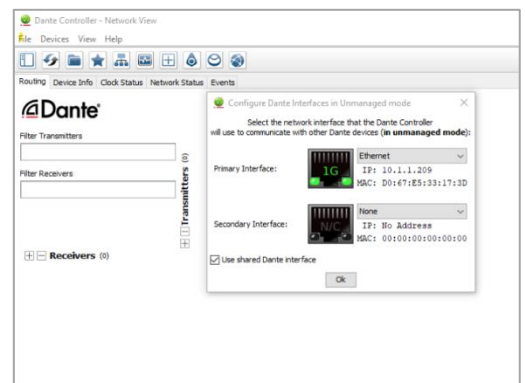 Dante Controller - Network View
File Devices View Help
Routing Device Info Clock Status Network Status Events
Dante
Filter Transmitters
Filter Receivers
Transmitters (0)
Receivers (0)
Configure Dante Interfaces in Unmanaged mode
Select the network interface that the Dante Controller
will use to communicate with other Dante devices (in unmanaged mode):
Primary Interface:
1G
Ethernet
IP: 10.1.1.209
MAC: D0:67:E5:33:17:3D
Secondary Interface:
N/C
None
IP: No Address
MAC: 00:00:00:00:00:00
Use shared Dante interface
Ok